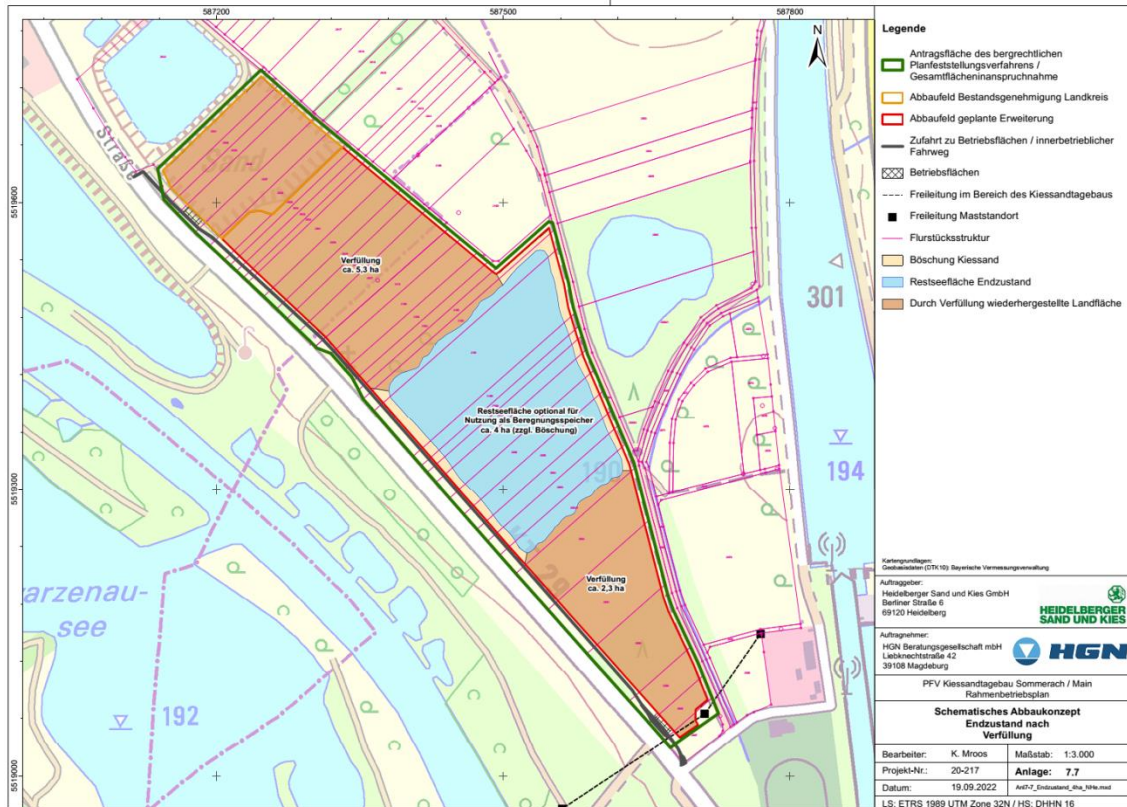 587200
587500
587800
5519600
5519300
5519000
N
Straße
Sand
Verfüllung
ca. 5,3 ha
Restseefläche optional für
Nutzung als Beregnungsspeicher
ca. 4 ha (zzgl. Böschung)
190
Verfüllung
ca. 2,3 ha
301
194
arzenau-
see
192
Legende
Antragsfläche des bergrechtlichen
Planfeststellungsverfahrens /
Gesamtflächeninanspruchnahme
Abbaufeld Bestandsgenehmigung Landkreis
Abbaufeld geplante Erweiterung
Zufahrt zu Betriebsflächen / innerbetrieblicher
Fahrweg
Betriebsflächen
Freileitung im Bereich des Kiessandtagebaus
Freileitung Maststandort
Flurstücksstruktur
Böschung Kiessand
Restseefläche Endzustand
Durch Verfüllung wiederhergestellte Landfläche
Kartengrundlagen:
Geobasisdaten (DTK10): Bayerische Vermessungsverwaltung
Auftraggeber:
Heidelberger Sand und Kies GmbH
Berliner Straße 6
69120 Heidelberg
HEIDELBERGER
SAND UND KIES
Auftragnehmer:
HGN Beratungsgesellschaft mbH
Liebknechtstraße 42
39108 Magdeburg
HGN
PFV Kiessandtagebau Sommerach / Main
Rahmenbetriebsplan
Schematisches Abbaukonzept
Endzustand nach
Verfüllung
Bearbeiter: K. Mroos Maßstab: 1:3.000
Projekt-Nr.: 20-217 Anlage: 7.7
Datum: 19.09.2022 Anl7-7_Endzustand_4ha_NHe.mxd
LS: ETRS 1989 UTM Zone 32N / HS: DHHN 16